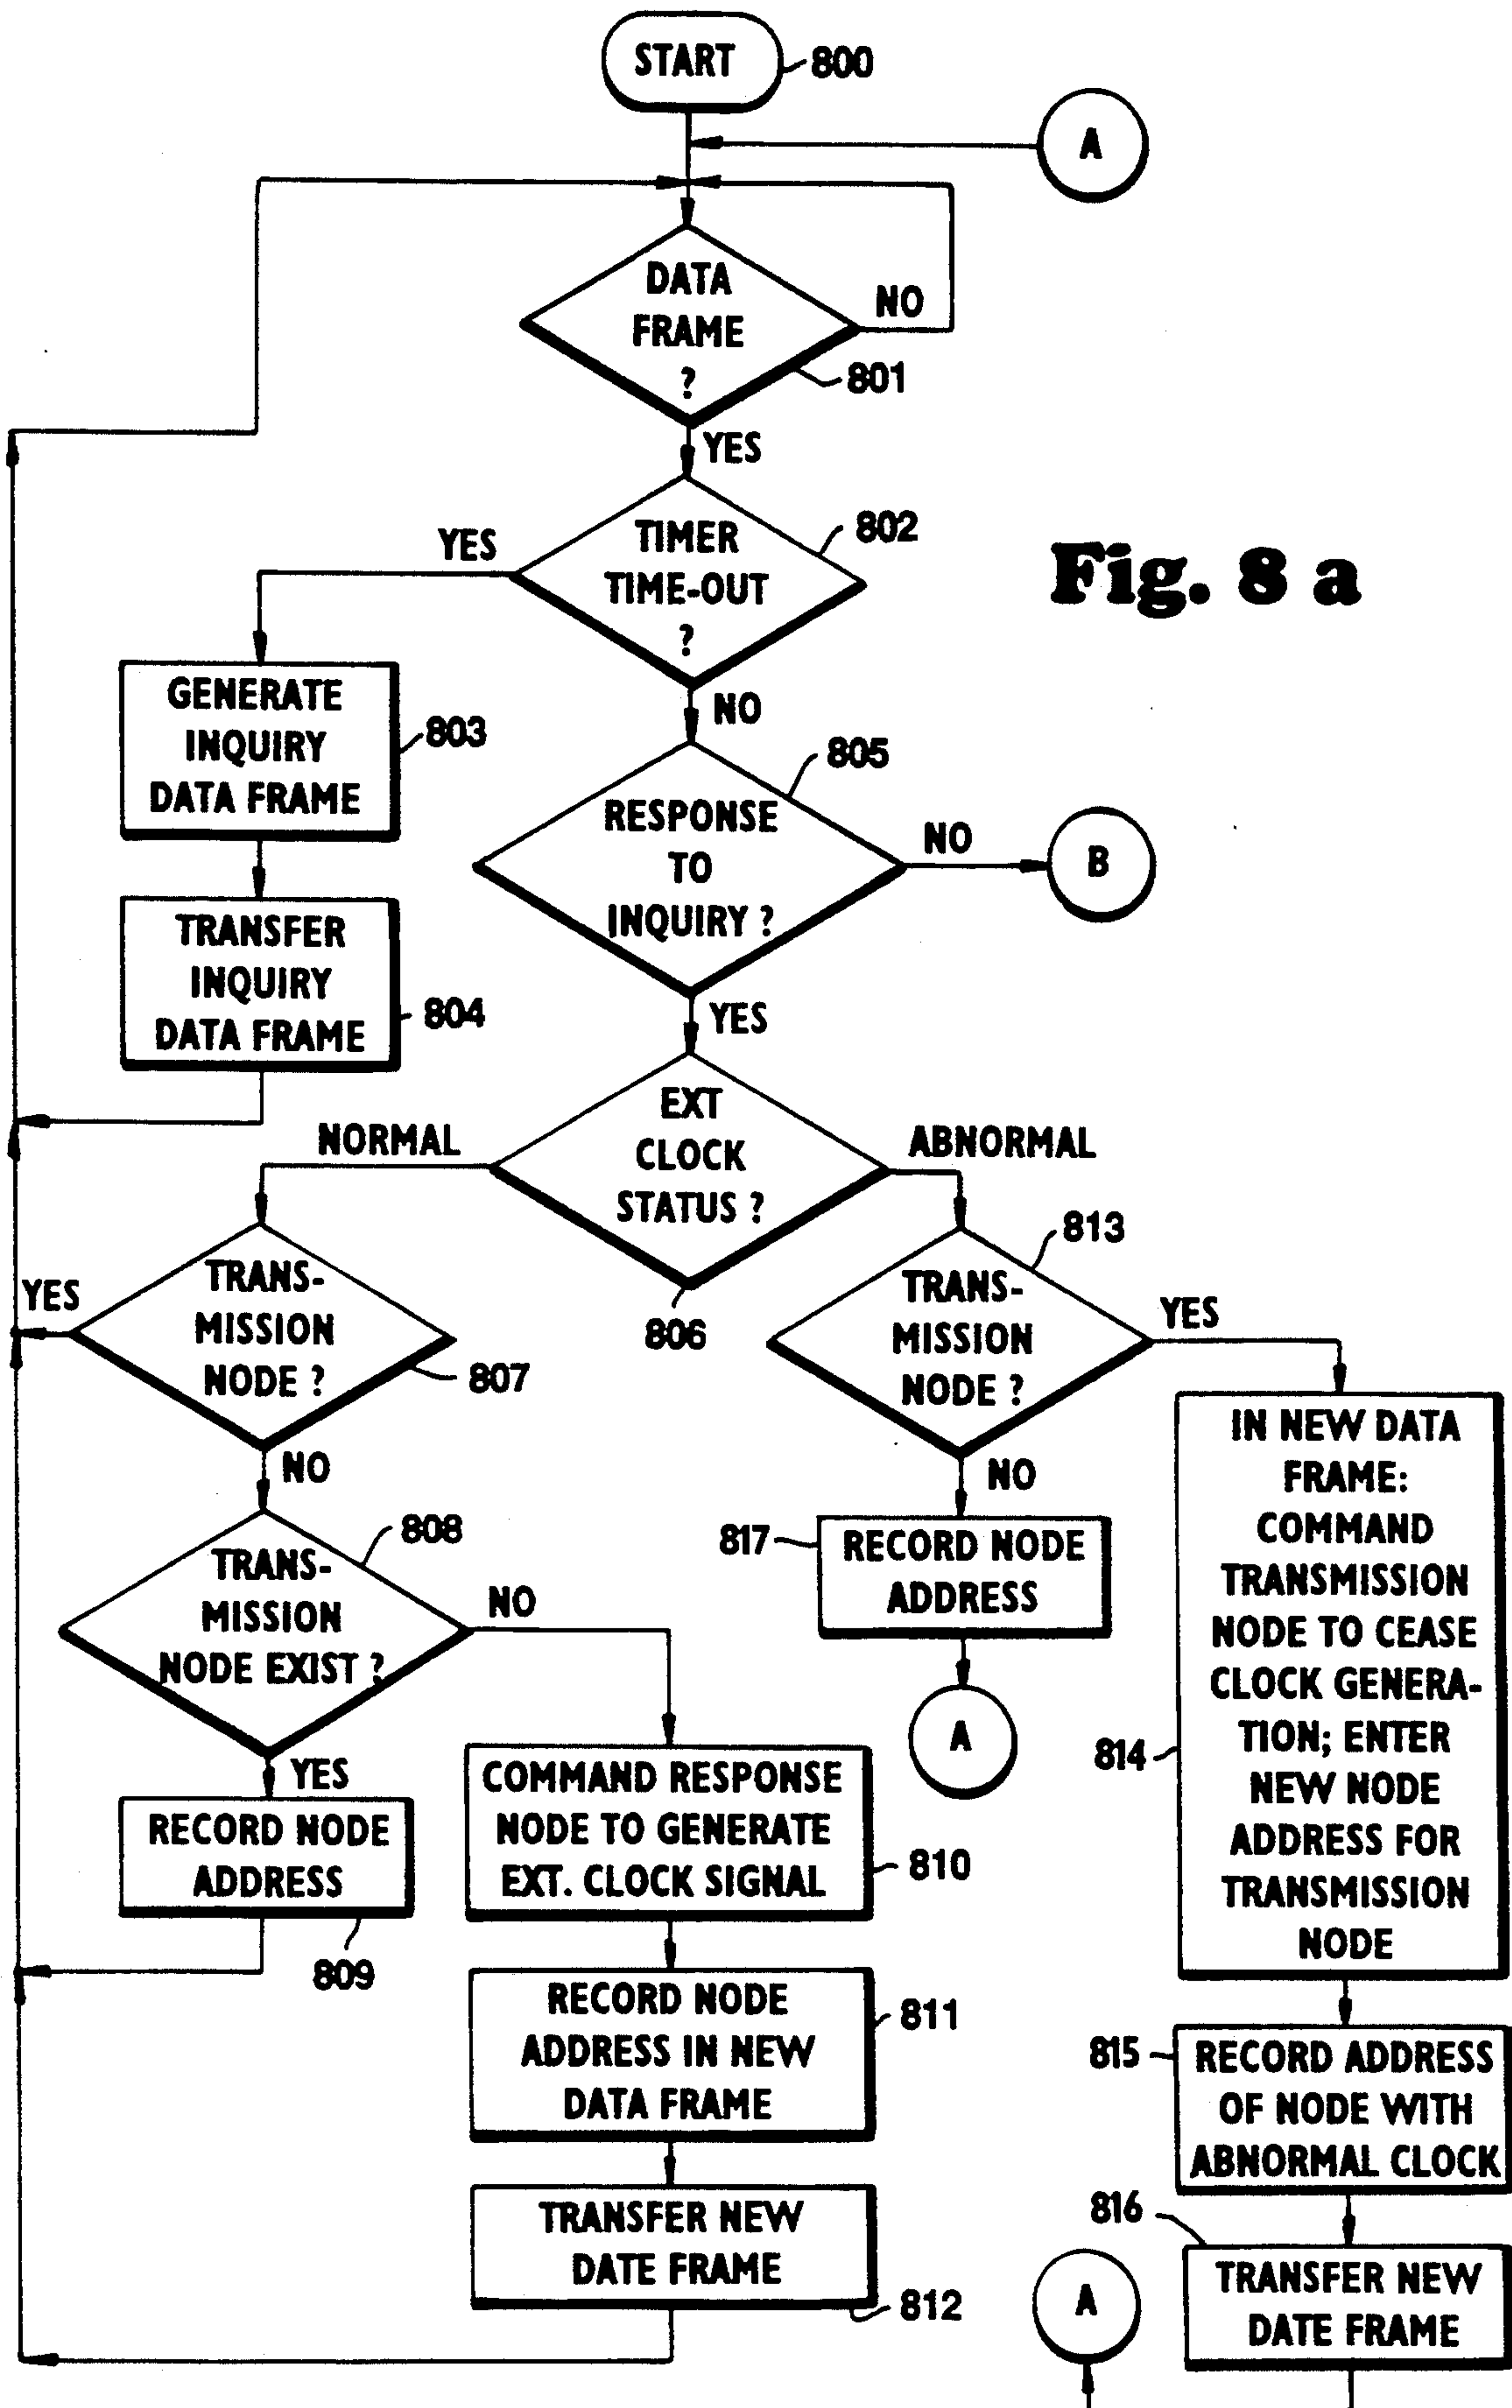 START
800
A
DATA
FRAME
?
NO
801
YES
TIMER
TIME-OUT
?
802
YES
Fig. 8 a
NO
GENERATE
INQUIRY
DATA FRAME
803
RESPONSE
TO
INQUIRY ?
805
NO
B
TRANSFER
INQUIRY
DATA FRAME
804
YES
EXT
CLOCK
STATUS ?
806
NORMAL
ABNORMAL
TRANS-
MISSION
NODE ?
807
YES
NO
TRANS-
MISSION
NODE ?
813
YES
NO
TRANS-
MISSION
NODE EXIST ?
808
NO
YES
817
RECORD NODE
ADDRESS
A
IN NEW DATA
FRAME:
COMMAND
TRANSMISSION
NODE TO CEASE
CLOCK GENERA-
TION; ENTER
NEW NODE
ADDRESS FOR
TRANSMISSION
NODE
814
RECORD NODE
ADDRESS
809
COMMAND RESPONSE
NODE TO GENERATE
EXT. CLOCK SIGNAL
810
RECORD NODE
ADDRESS IN NEW
DATA FRAME
811
815
RECORD ADDRESS
OF NODE WITH
ABNORMAL CLOCK
TRANSFER NEW
DATE FRAME
812
816
TRANSFER NEW
DATE FRAME
A